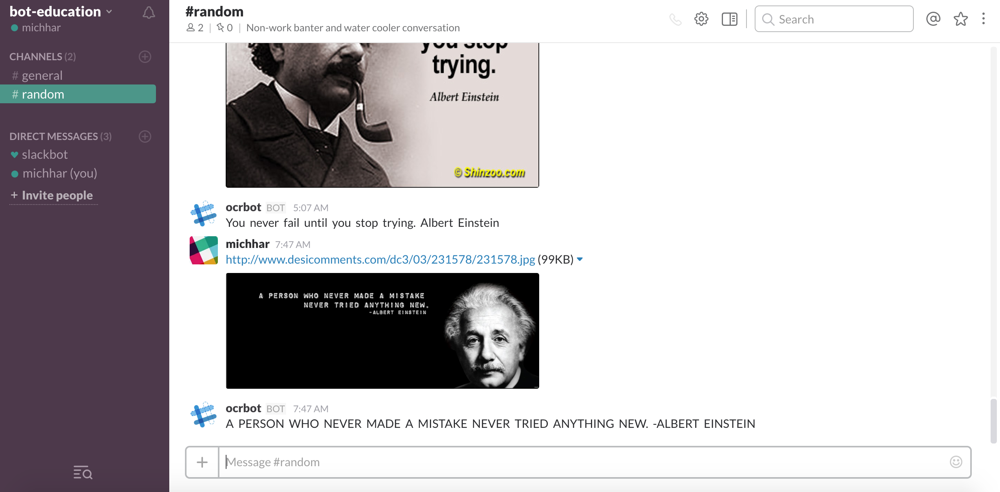 bot-education
michhar
CHANNELS (2)
# general
# random
DIRECT MESSAGES (3)
slackbot
michhar (you)
+ Invite people
#random
2 | 0 | Non-work banter and water cooler conversation
Search
you stop
trying.
Albert Einstein
© Shinzoo.com
ocrbot BOT 5:07 AM
You never fail until you stop trying. Albert Einstein
michhar 7:47 AM
http://www.desicomments.com/dc3/03/231578/231578.jpg (99KB)
A PERSON WHO NEVER MADE A MISTAKE
NEVER TRIED ANYTHING NEW.
-ALBERT EINSTEIN
ocrbot BOT 7:47 AM
A PERSON WHO NEVER MADE A MISTAKE NEVER TRIED ANYTHING NEW. -ALBERT EINSTEIN
Message #random